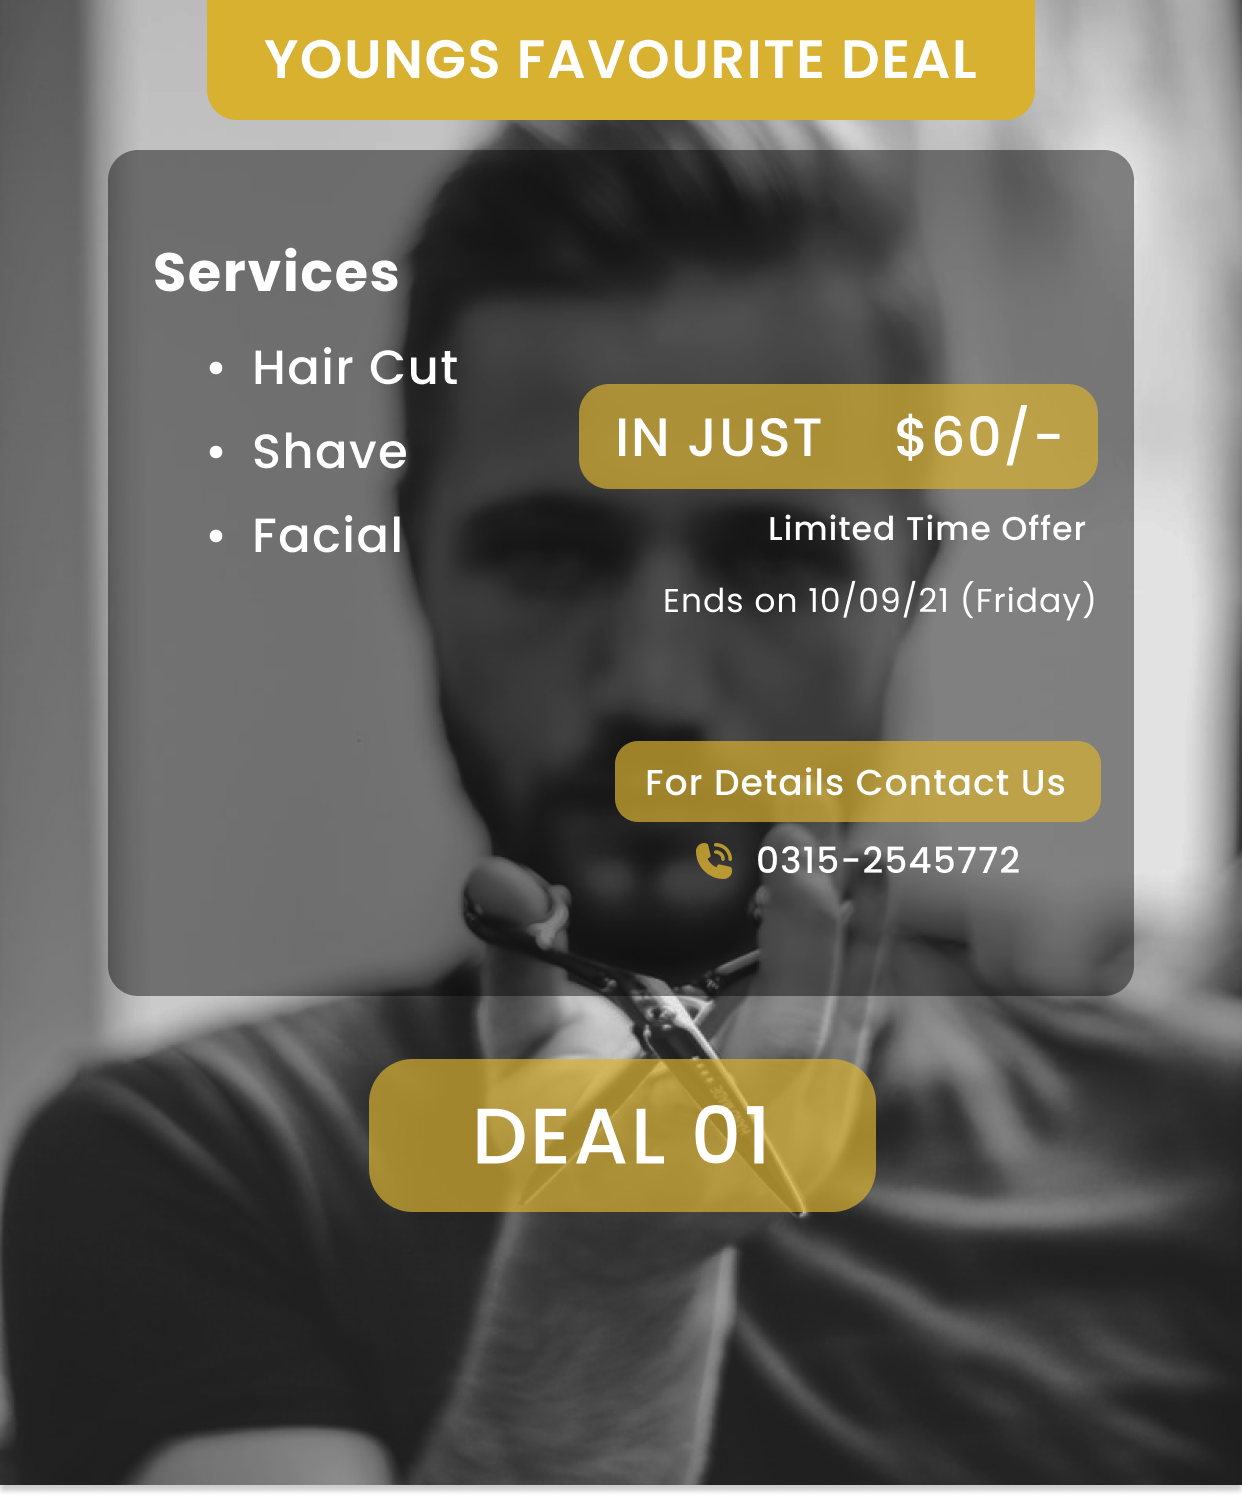 YOUNGS FAVOURITE DEAL
Services
• Hair Cut
• Shave
• Facial
IN JUST $60/-
Limited Time Offer
Ends on 10/09/21 (Friday)
For Details Contact Us
0315-2545772
DEAL 01